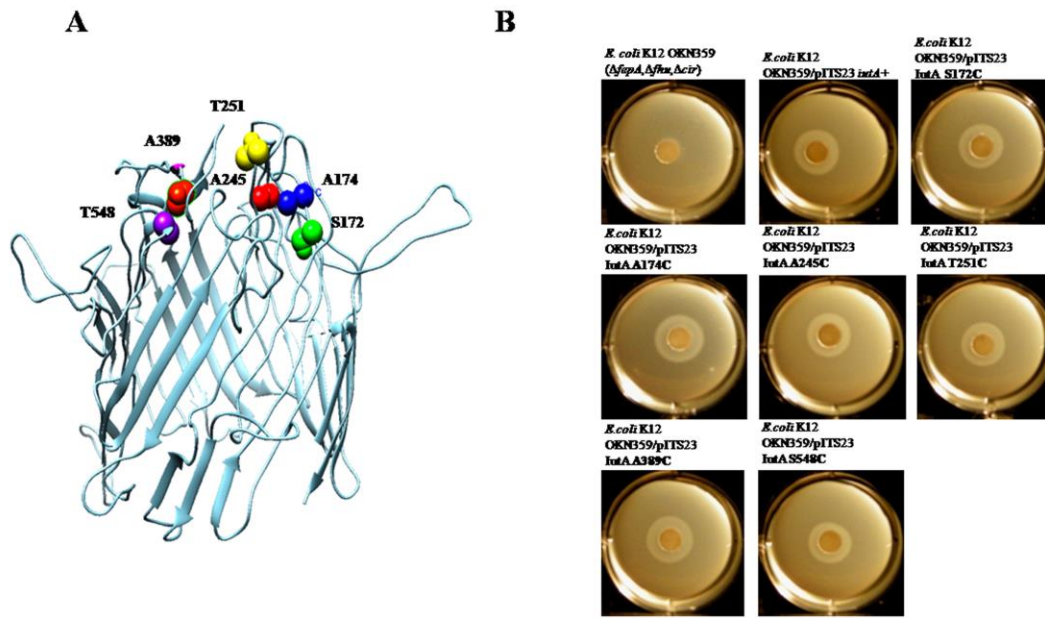 A
B
T251
A389
A245
A174
T548
S172
E. coli K12 OKN359
(ΔfepA,Δfhu,Δcir)
E.coli K12
OKN359/pITS23 iutA+
E.coli K12
OKN359/pITS23
IutA S172C
E.coli K12
OKN359/pITS23
IutA A174C
E.coli K12
OKN359/pITS23
IutA A245C
E.coli K12
OKN359/pITS23
IutA T251C
E.coli K12
OKN359/pITS23
IutA A389C
E.coli K12
OKN359/pITS23
IutA S548C